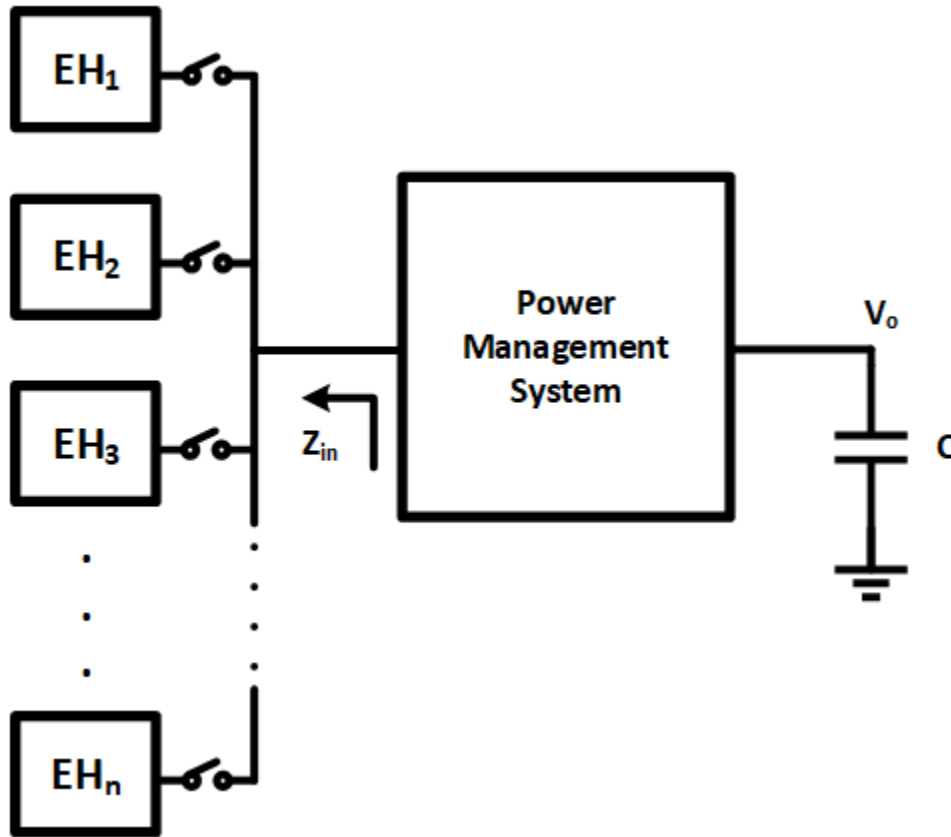 EH₁
EH₂
EH₃
.
.
.
EHₙ
Zᵢₙ
Power
Management
System
Vₒ
C